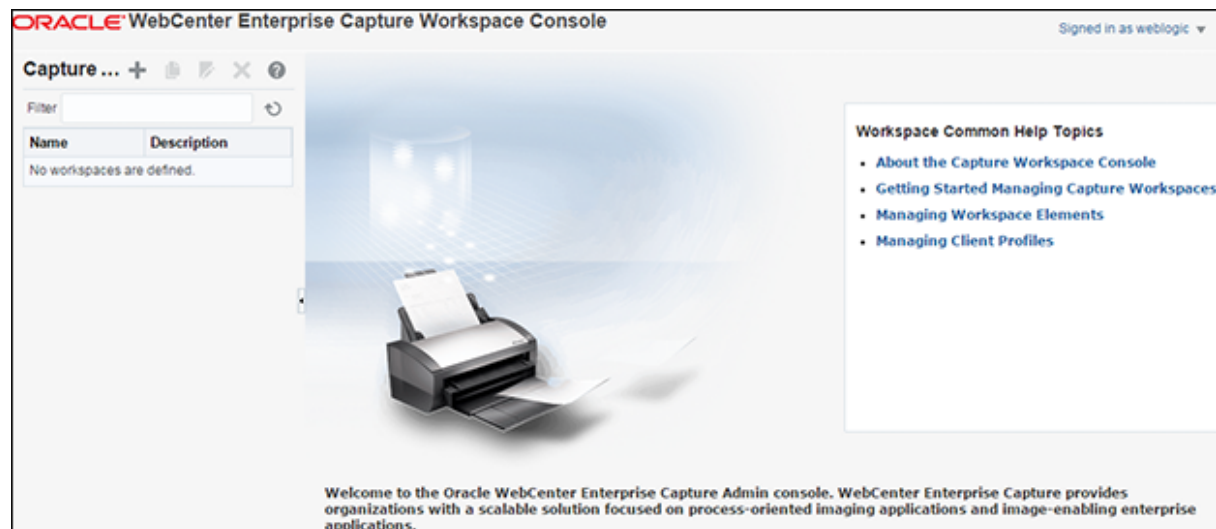 ORACLE WebCenter Enterprise Capture Workspace Console
Signed in as weblogic
Capture ...
Filter
Name Description
No workspaces are defined.
Workspace Common Help Topics
About the Capture Workspace Console
Getting Started Managing Capture Workspaces
Managing Workspace Elements
Managing Client Profiles
Welcome to the Oracle WebCenter Enterprise Capture Admin console. WebCenter Enterprise Capture provides
organizations with a scalable solution focused on process-oriented imaging applications and image-enabling enterprise
applications.